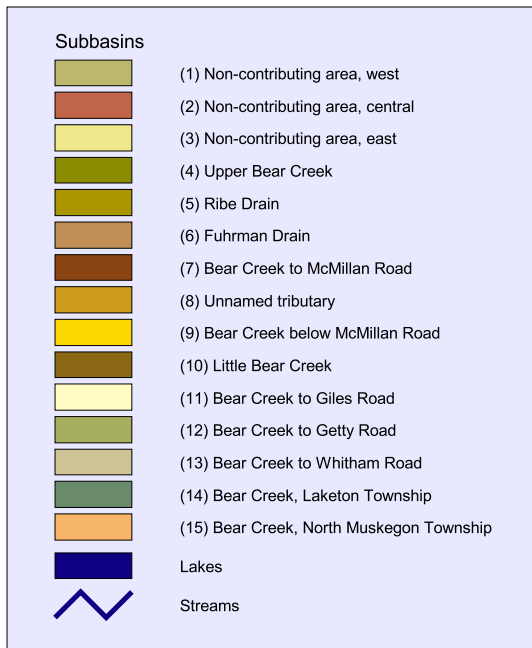 Subbasins
(1) Non-contributing area, west
(2) Non-contributing area, central
(3) Non-contributing area, east
(4) Upper Bear Creek
(5) Ribe Drain
(6) Fuhrman Drain
(7) Bear Creek to McMillan Road
(8) Unnamed tributary
(9) Bear Creek below McMillan Road
(10) Little Bear Creek
(11) Bear Creek to Giles Road
(12) Bear Creek to Getty Road
(13) Bear Creek to Whitham Road
(14) Bear Creek, Laketon Township
(15) Bear Creek, North Muskegon Township
Lakes
Streams